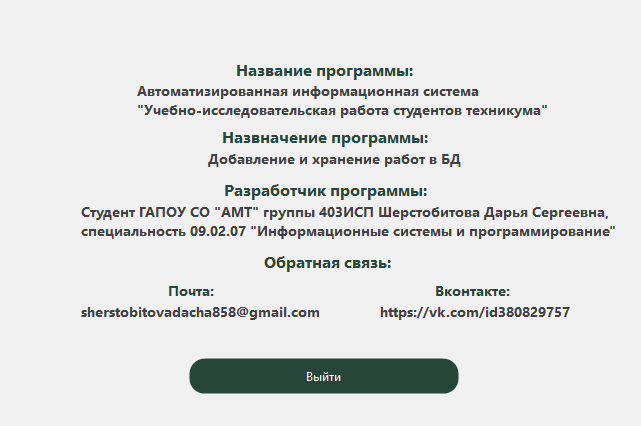 Название программы:
Автоматизированная информационная система
"Учебно-исследовательская работа студентов техникума"
Назвначение программы:
Добавление и хранение работ в БД
Разработчик программы:
Студент ГАПОУ СО "АМТ" группы 403ИСП Шерстобитова Дарья Сергеевна,
специальность 09.02.07 "Информационные системы и программирование"
Обратная связь:
Почта:
Вконтакте:
sherstobitovadacha858@gmail.com
https://vk.com/id380829757
Выйти